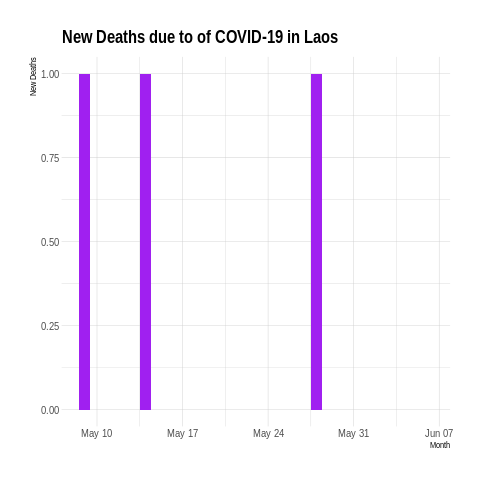 New Deaths due to of COVID-19 in Laos
New Deaths
1.00
0.75
0.50
0.25
0.00
May 10 May 17 May 24 May 31 Jun 07
Month